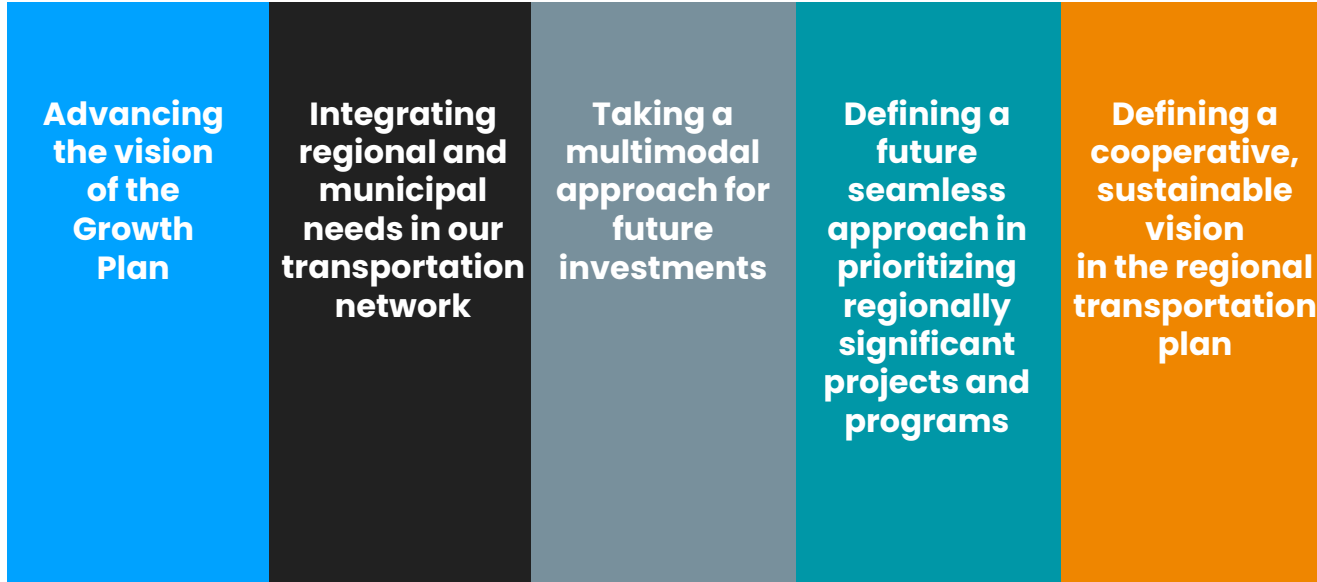 Advancing
the vision
of the
Growth
Plan
Integrating
regional and
municipal
needs in our
transportation
network
Taking a
multimodal
approach for
future
investments
Defining a
future
seamless
approach in
prioritizing
regionally
significant
projects and
programs
Defining a
cooperative,
sustainable
vision
in the regional
transportation
plan